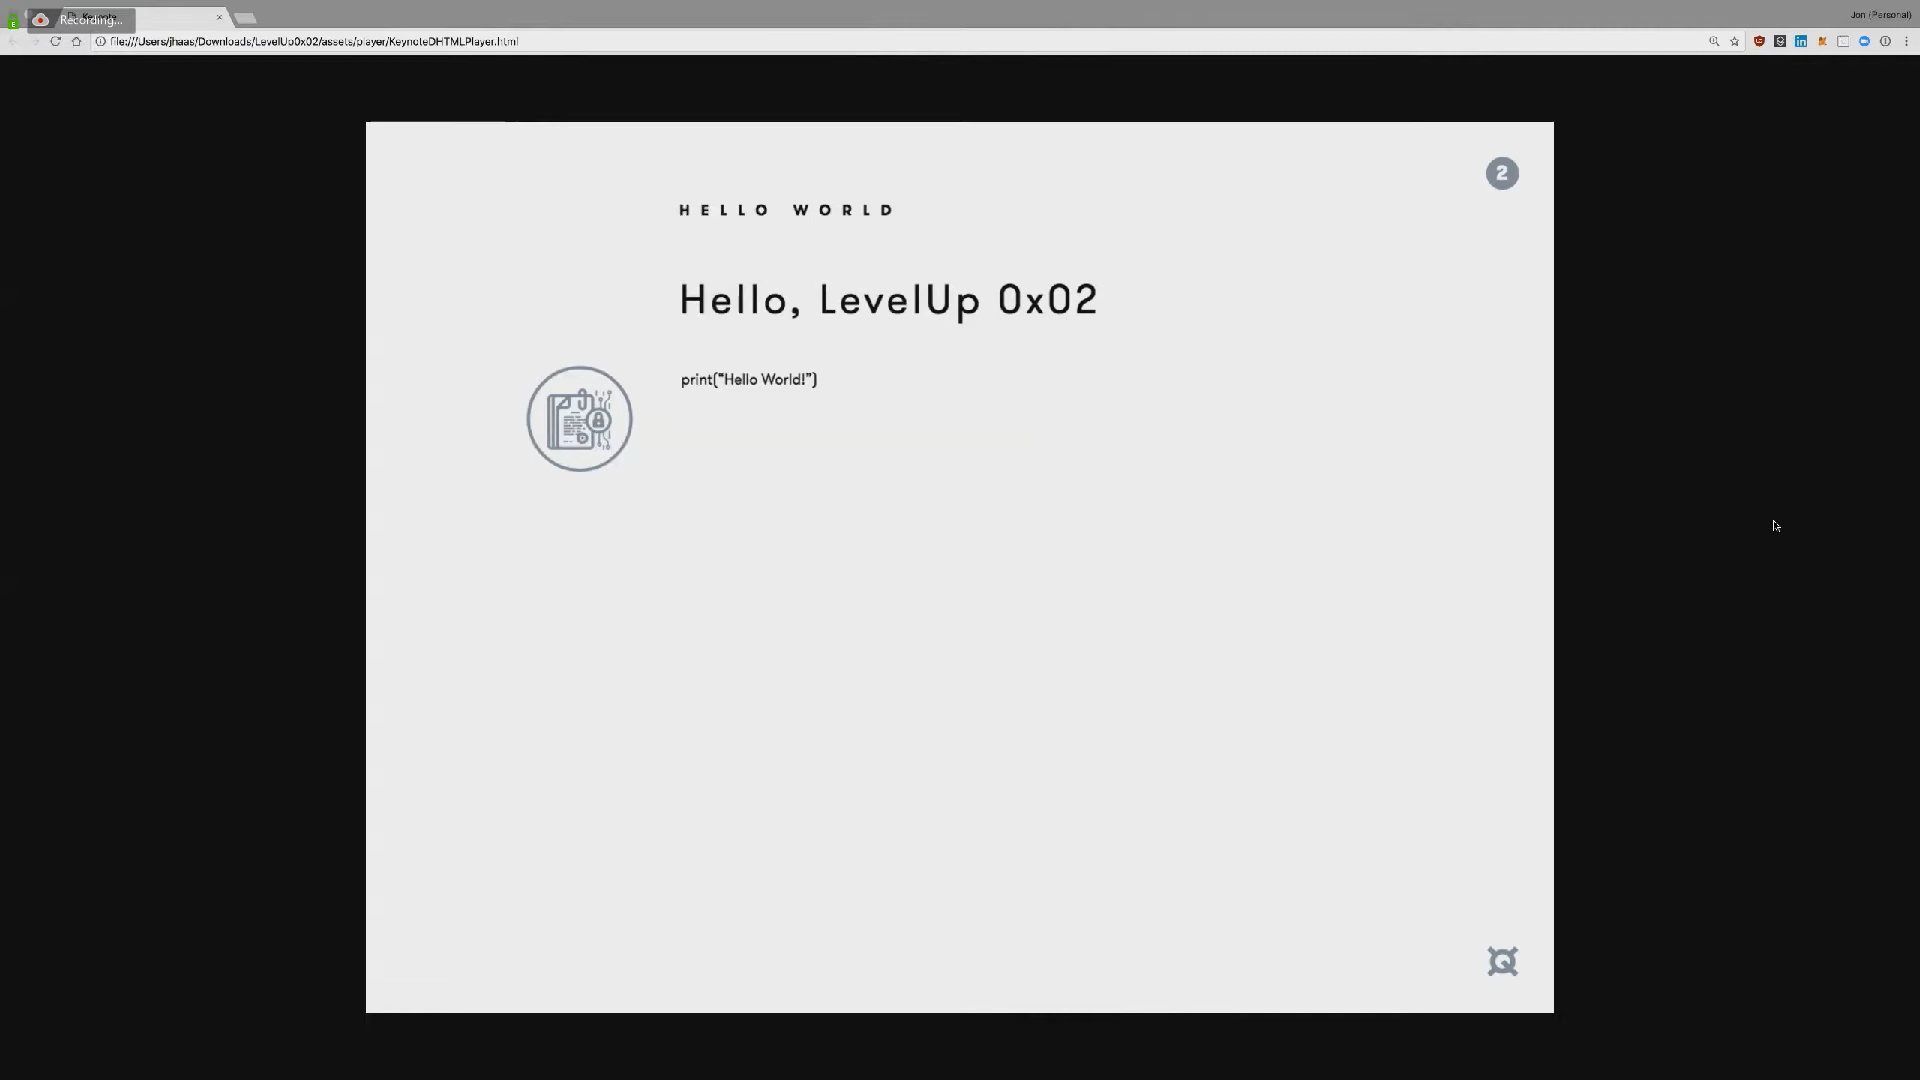 Recording...
Jon (Personal)
file:///Users/jhaas/Downloads/LevelUp0x02/assets/player/KeynoteDHTMLPlayer.html
2
HELLO WORLD
Hello, LevelUp 0x02
print(“Hello World!”)